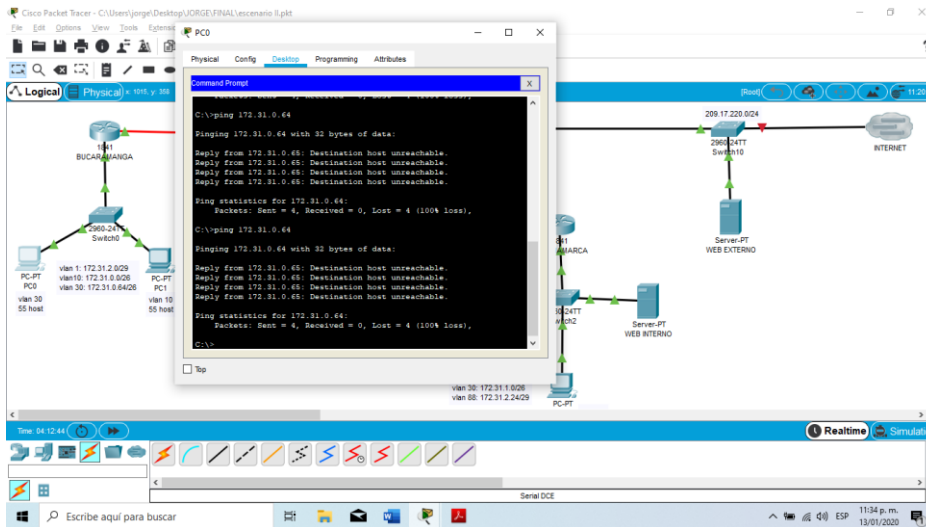 Cisco Packet Tracer - C:\Users\jorge\Desktop\JORGE\FINAL\escenario II.pkt
File Edit Options View Tools
PC0
Physical Config Desktop Programming Attributes
Command Prompt
X
C:\>ping 172.31.0.64
Pinging 172.31.0.64 with 32 bytes of data:
Reply from 172.31.0.65: Destination host unreachable.
Reply from 172.31.0.65: Destination host unreachable.
Reply from 172.31.0.65: Destination host unreachable.
Reply from 172.31.0.65: Destination host unreachable.
Ping statistics for 172.31.0.64:
Packets: Sent = 4, Received = 0, Lost = 4 (100% loss),
C:\>ping 172.31.0.64
Pinging 172.31.0.64 with 32 bytes of data:
Reply from 172.31.0.65: Destination host unreachable.
Reply from 172.31.0.65: Destination host unreachable.
Reply from 172.31.0.65: Destination host unreachable.
Reply from 172.31.0.65: Destination host unreachable.
Ping statistics for 172.31.0.64:
Packets: Sent = 4, Received = 0, Lost = 4 (100% loss),
C:\>
Top
Logical
Physical
x: 1015, y: 358
[Root]
11:20
1841
BUCARAMANGA
2960-24TT
Switch0
PC-PT
PC0
vlan 30
55 host
vlan 1: 172.31.2.0/29
vlan10: 172.31.0.0/26
vlan 30: 172.31.0.64/26
PC-PT
PC1
vlan 10
55 host
209.17.220.0/24
2960-24TT
Switch10
INTERNET
Server-PT
WEB EXTERNO
Server-PT
WEB INTERNO
vlan 30: 172.31.1.0/26
vlan 88: 172.31.2.24/29
PC-PT
Time: 04:12:44
Realtime
Serial DCE
Escribe aquí para buscar
ESP
11:34 p. m.
13/01/2020